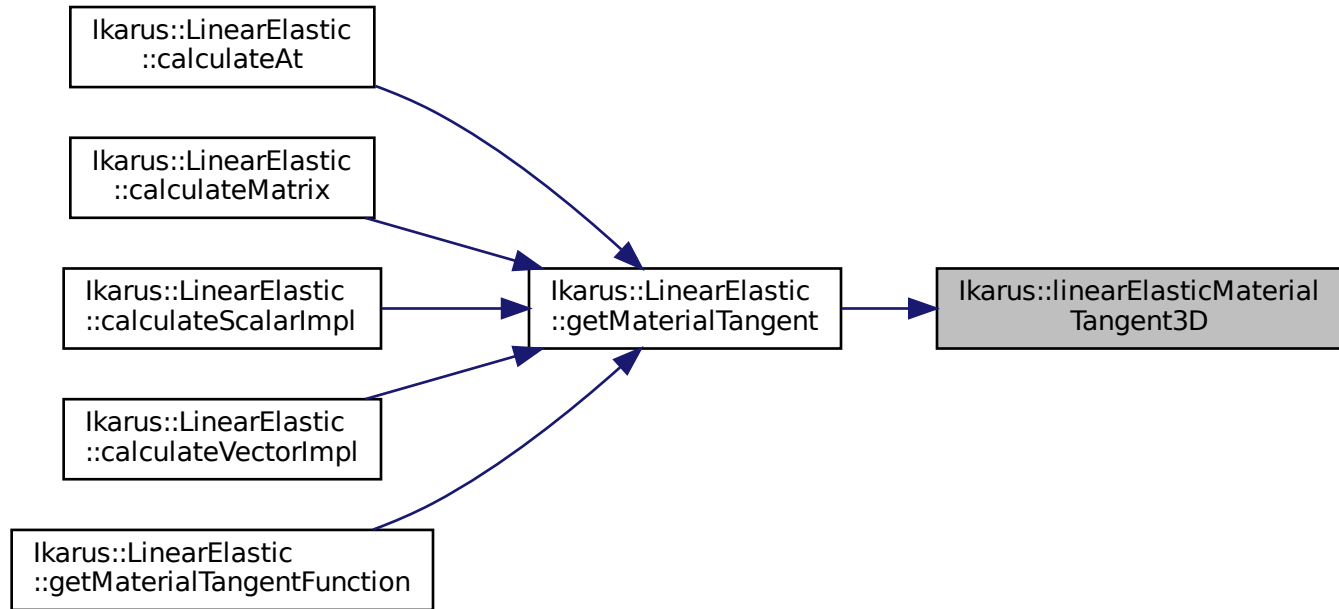 Ikarus::LinearElastic
::calculateAt
Ikarus::LinearElastic
::calculateMatrix
Ikarus::LinearElastic
::calculateScalarImpl
Ikarus::LinearElastic
::calculateVectorImpl
Ikarus::LinearElastic
::getMaterialTangentFunction
Ikarus::LinearElastic
::getMaterialTangent
Ikarus::linearElasticMaterial
Tangent3D